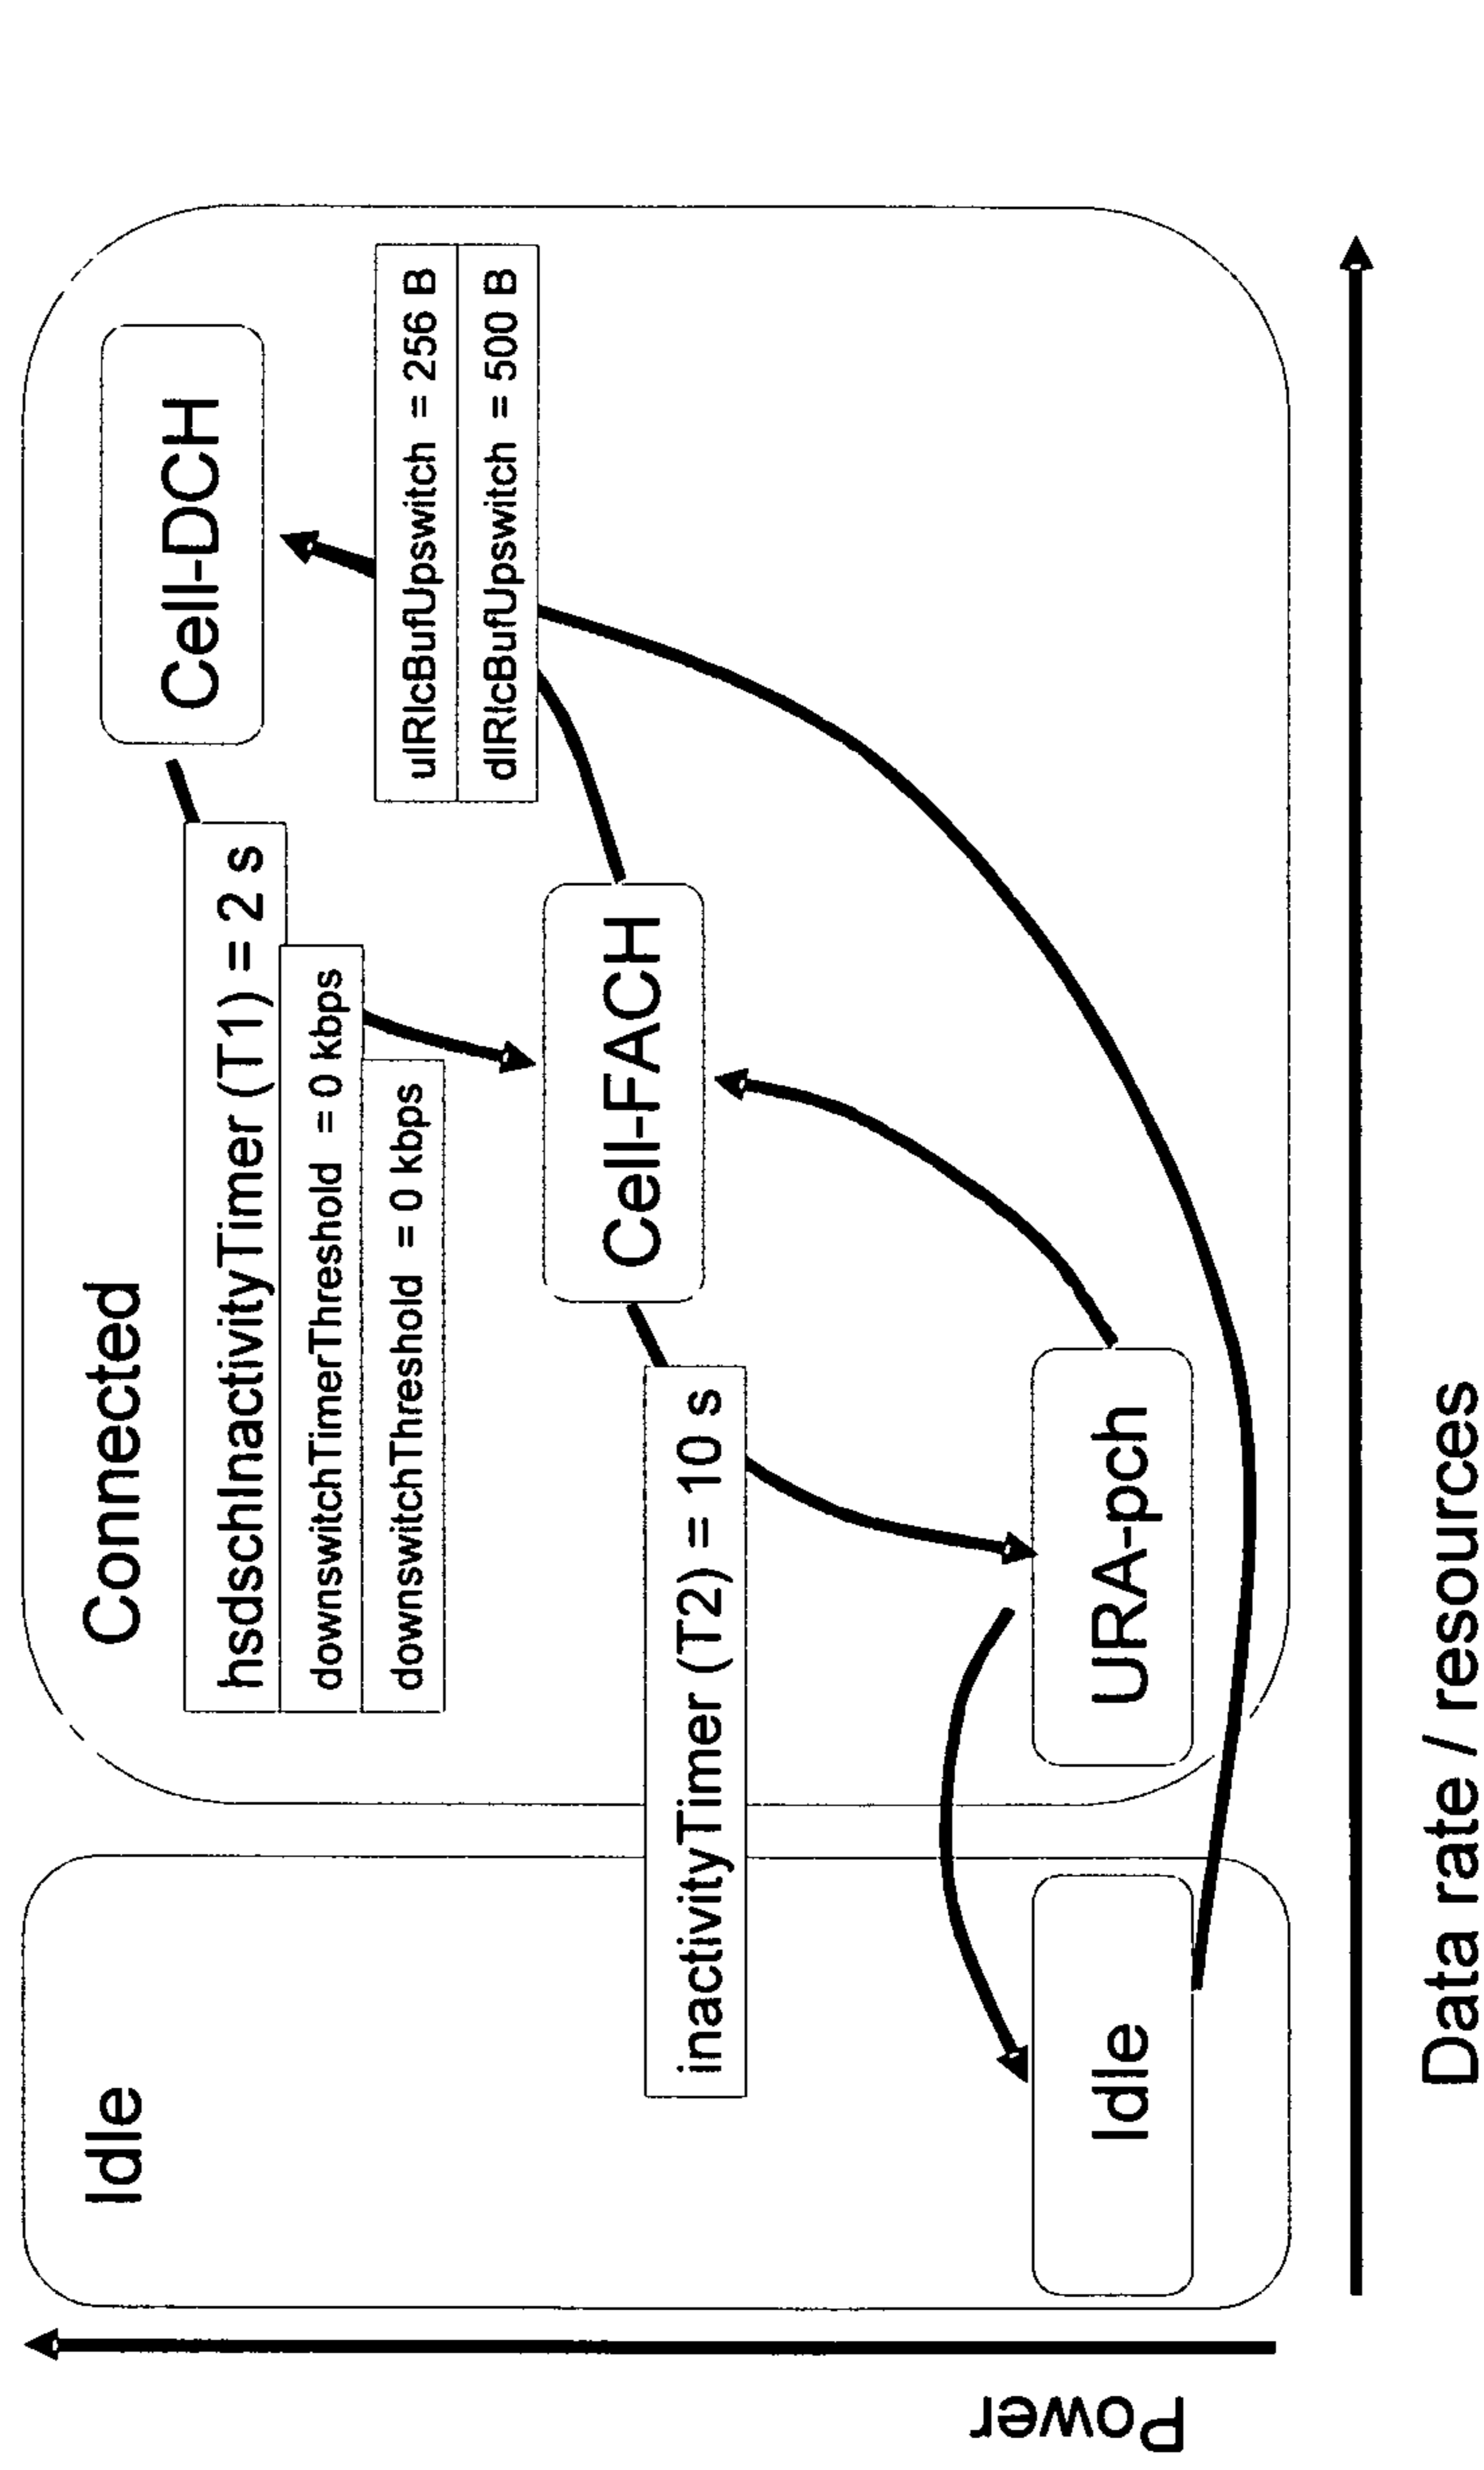 Power
Idle
Connected
Cell-DCH
hsdschInactivityTimer (T1) = 2 s
downswitchTimerThreshold = 0 kbps
downswitchThreshold = 0 kbps
ulRlcBufUpswitch = 256 B
dlRlcBufUpswitch = 500 B
Cell-FACH
inactivityTimer (T2) = 10 s
Idle
URA-pch
Data rate / resources